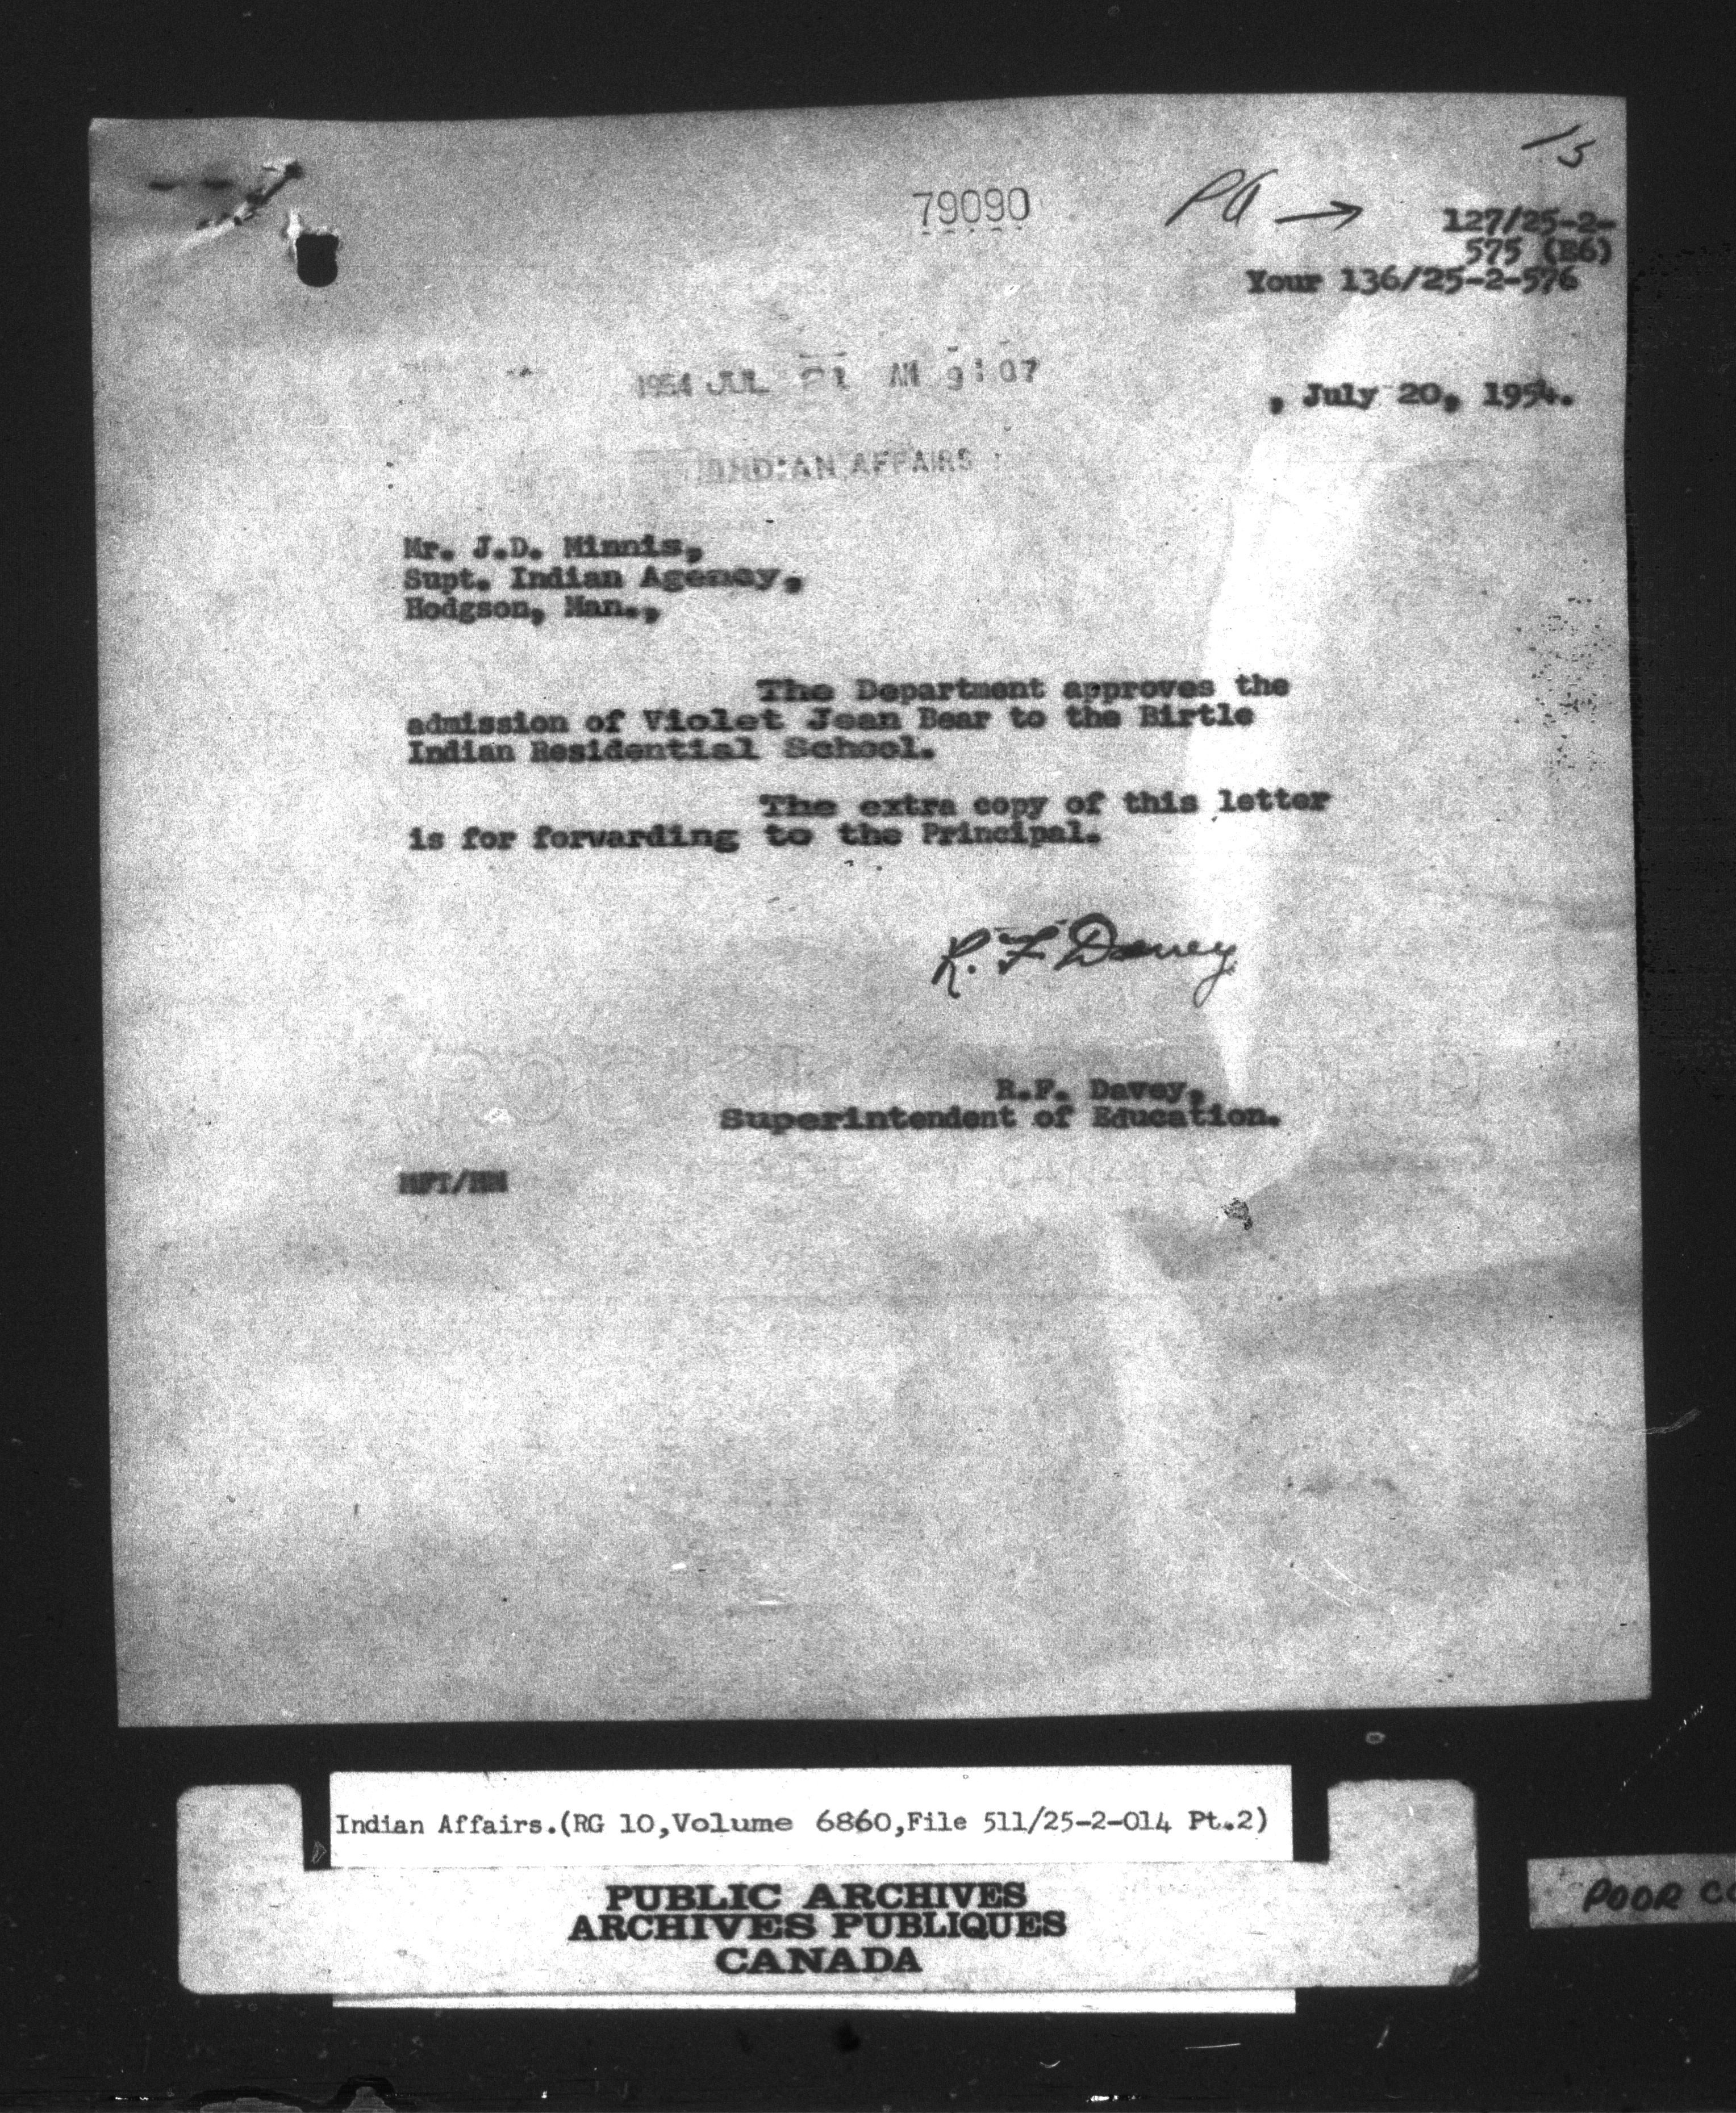 15
79090
PA →
127/25-2-
575 (E6)
Your 136/25-2-576
1954 JUL 21 AM 9:07
, July 20, 1954.
INDIAN AFFAIRS
Mr. J.D. Minnis,
Supt. Indian Agency,
Hodgson, Man.,
The Department approves the
admission of Violet Jean Bear to the Birtle
Indian Residential School.
The extra copy of this letter
is for forwarding to the Principal.
R. F Davey
R.F. Davey,
Superintendent of Education.
Indian Affairs.(RG 10,Volume 6860,File 511/25-2-014 Pt.2)
PUBLIC ARCHIVES
ARCHIVES PUBLIQUES
CANADA
POOR CO